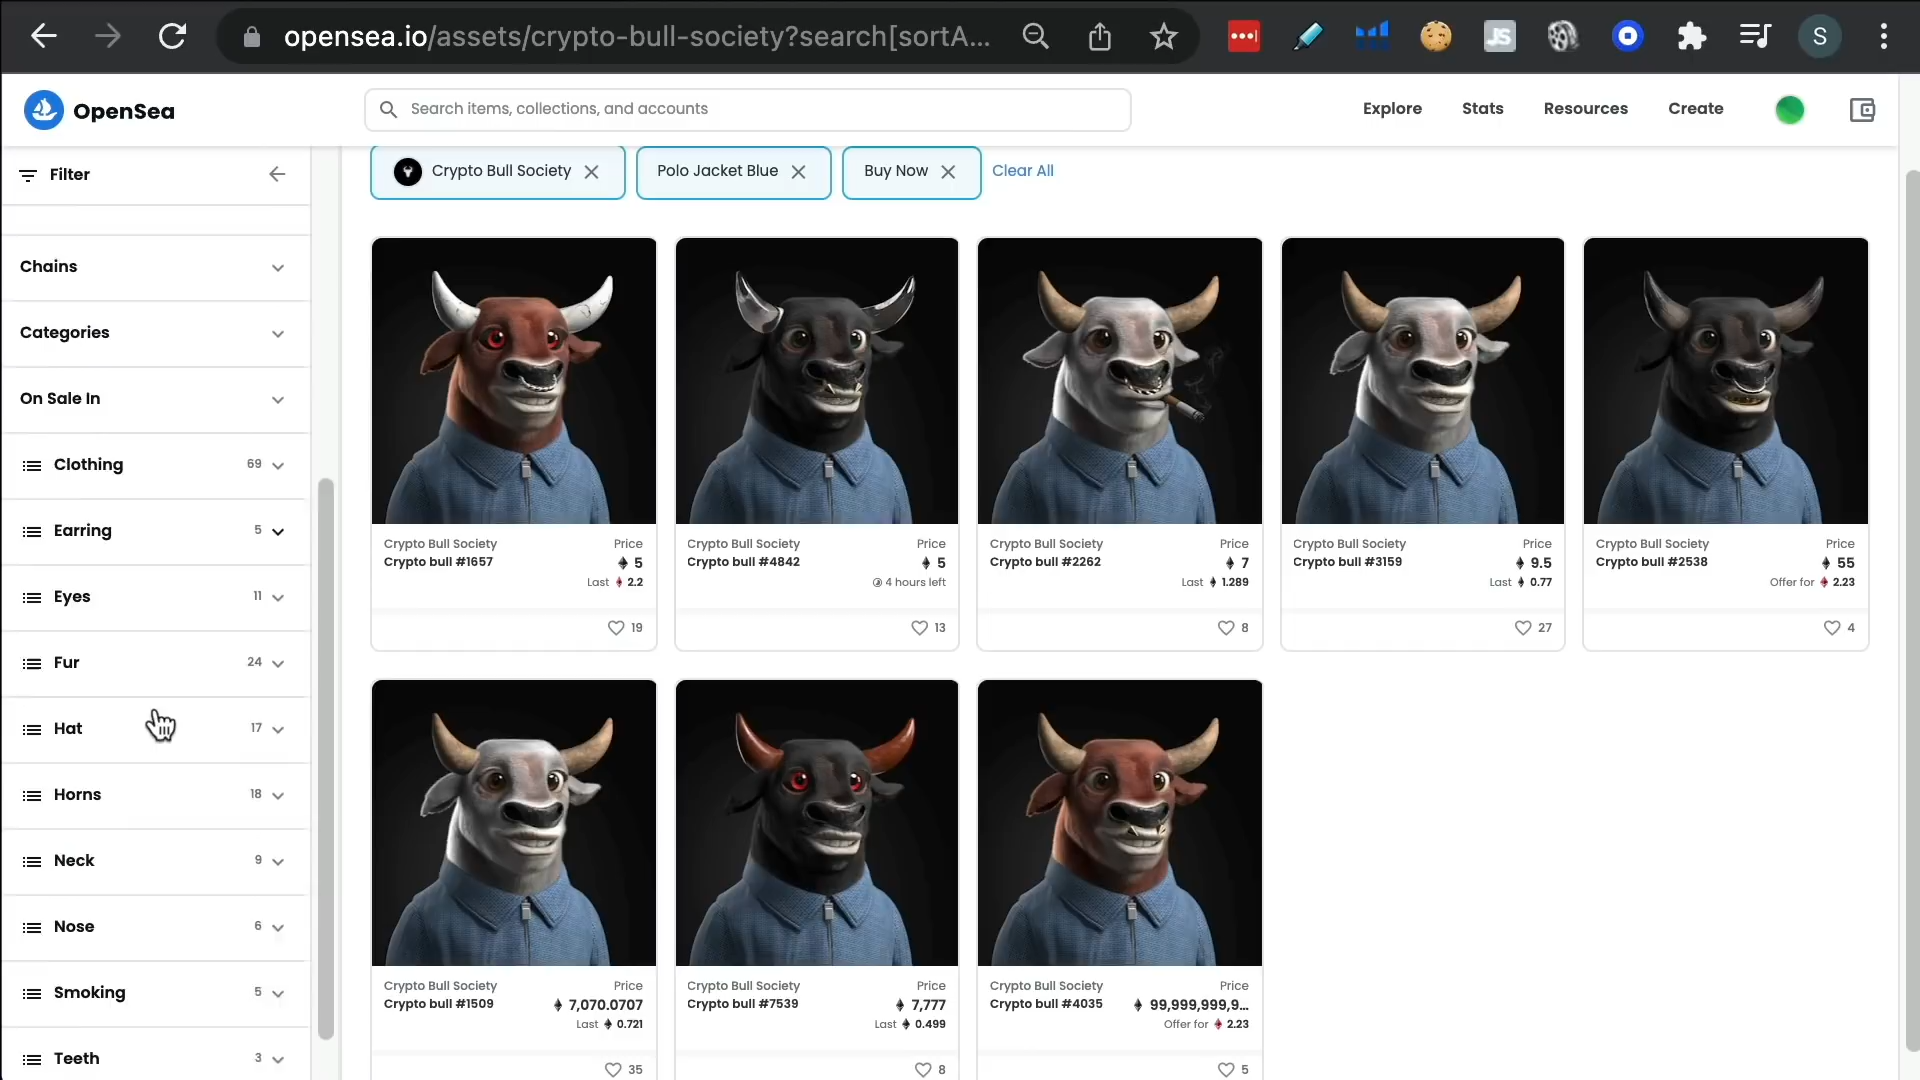 opensea.io/assets/crypto-bull-society?search[sortA...
JS
S
OpenSea
Search items, collections, and accounts
Explore
Stats
Resources
Create
Filter
Crypto Bull Society
Polo Jacket Blue
Buy Now
Clear All
Chains
Categories
On Sale In
Clothing 69
Earring 5
Eyes 11
Fur 24
Hat 17
Horns 18
Neck 9
Nose 6
Smoking 5
Teeth 3
Crypto Bull Society Price
Crypto bull #1657 5
Last 2.2
19
Crypto Bull Society Price
Crypto bull #4842 5
4 hours left
13
Crypto Bull Society Price
Crypto bull #2262 7
Last 1.289
8
Crypto Bull Society Price
Crypto bull #3159 9.5
Last 0.77
27
Crypto Bull Society Price
Crypto bull #2538 55
Offer for 2.23
4
Crypto Bull Society Price
Crypto bull #1509 7,070.0707
Last 0.721
35
Crypto Bull Society Price
Crypto bull #7539 7,777
Last 0.499
8
Crypto Bull Society Price
Crypto bull #4035 99,999,999,9...
Offer for 2.23
5